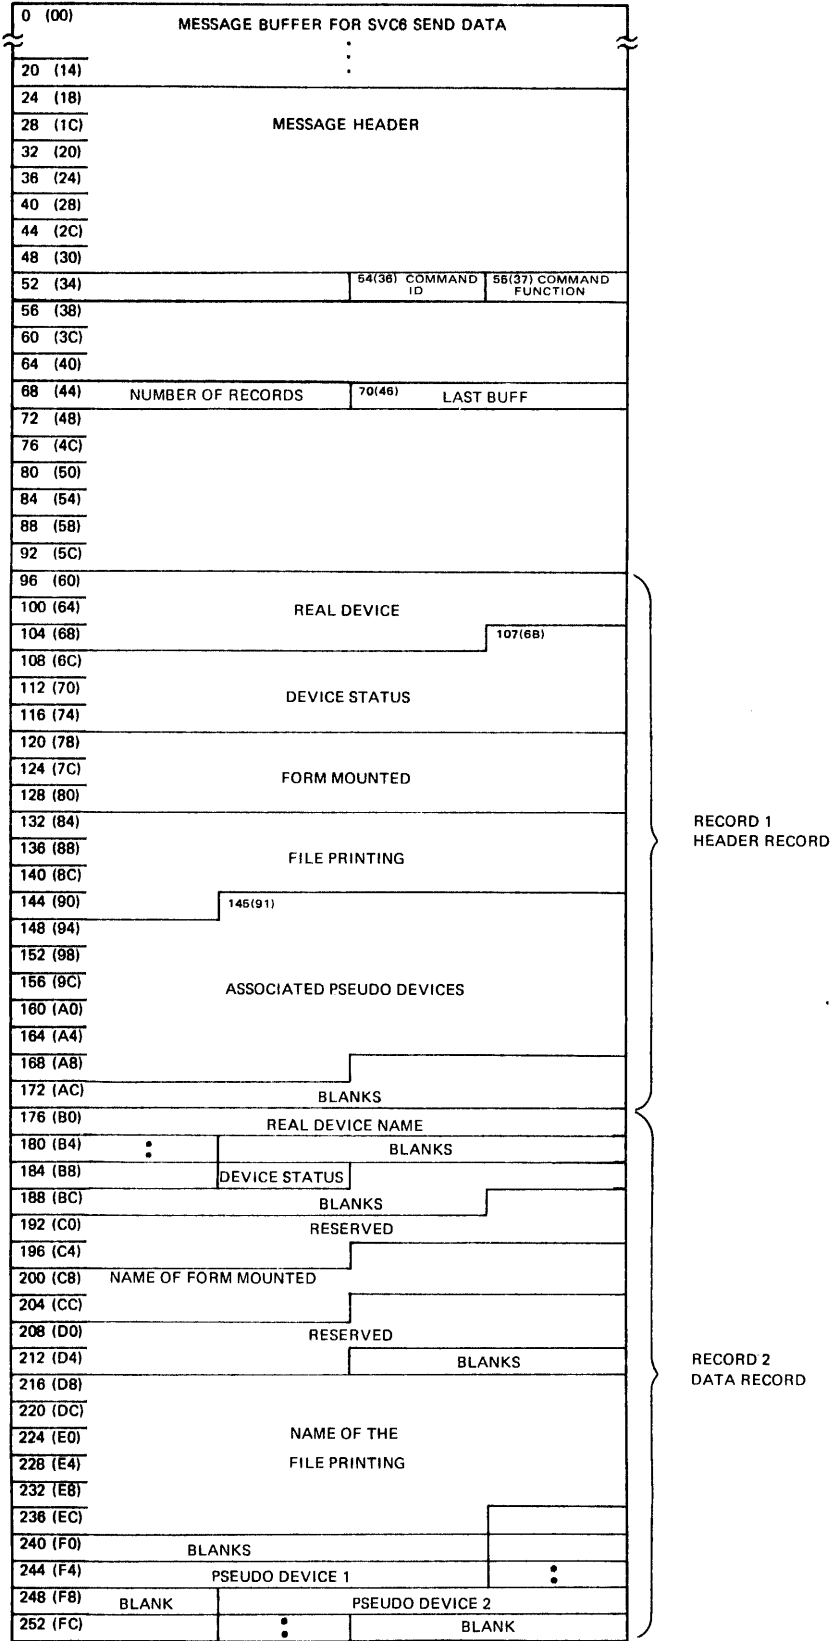 0 (00) MESSAGE BUFFER FOR SVC6 SEND DATA
20 (14)
24 (18)
28 (1C) MESSAGE HEADER
32 (20)
36 (24)
40 (28)
44 (2C)
48 (30)
52 (34) 54(36) COMMAND ID 55(37) COMMAND FUNCTION
56 (38)
60 (3C)
64 (40)
68 (44) NUMBER OF RECORDS 70(46) LAST BUFF
72 (48)
76 (4C)
80 (50)
84 (54)
88 (58)
92 (5C)
96 (60)
100 (64) REAL DEVICE
104 (68) 107(6B)
108 (6C)
112 (70) DEVICE STATUS
116 (74)
120 (78)
124 (7C) FORM MOUNTED
128 (80)
132 (84) RECORD 1
136 (88) FILE PRINTING HEADER RECORD
140 (8C)
144 (90) 145(91)
148 (94)
152 (98)
156 (9C) ASSOCIATED PSEUDO DEVICES
160 (A0)
164 (A4)
168 (A8)
172 (AC) BLANKS
176 (B0) REAL DEVICE NAME
180 (B4) : BLANKS
184 (B8) DEVICE STATUS
188 (BC) BLANKS
192 (C0) RESERVED
196 (C4)
200 (C8) NAME OF FORM MOUNTED
204 (CC)
208 (D0) RESERVED
212 (D4) BLANKS RECORD 2
216 (D8) DATA RECORD
220 (DC)
224 (E0) NAME OF THE
228 (E4) FILE PRINTING
232 (E8)
236 (EC)
240 (F0) BLANKS
244 (F4) PSEUDO DEVICE 1 :
248 (F8) BLANK PSEUDO DEVICE 2
252 (FC) : BLANK